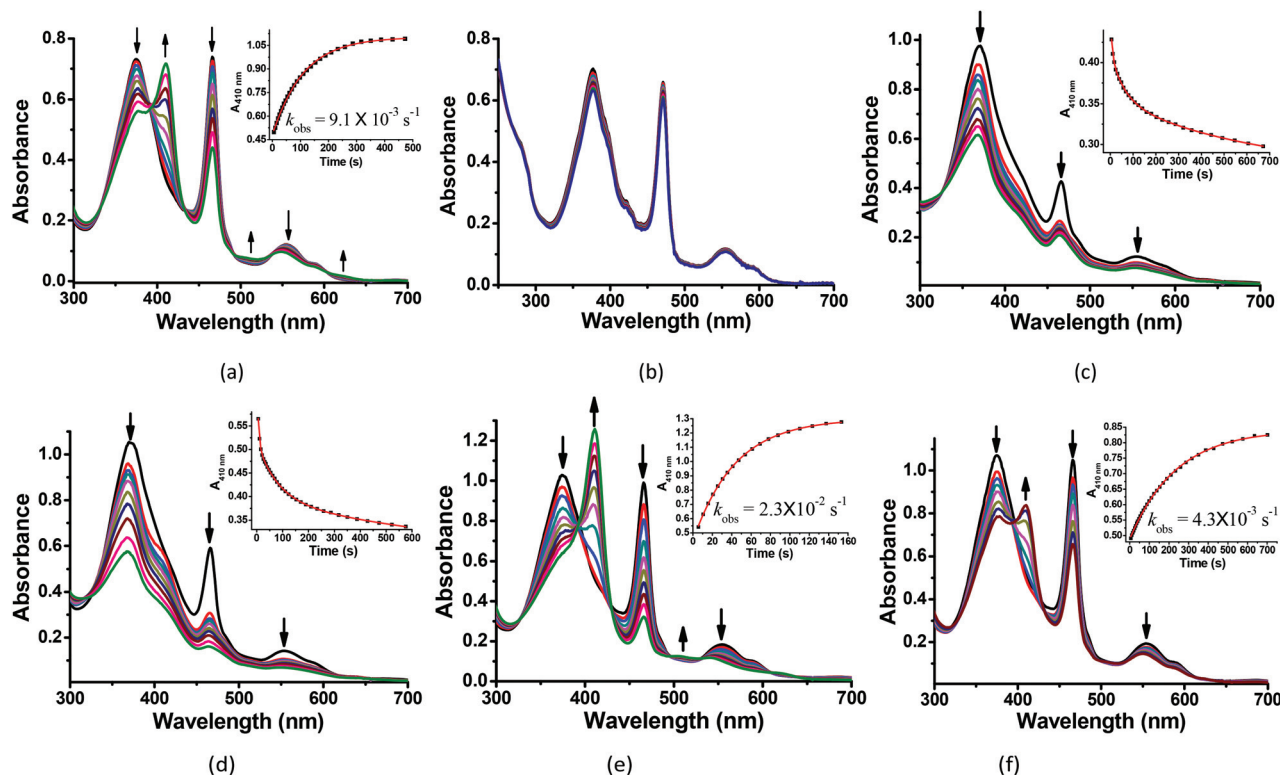 0.8
0.6
0.4
0.2
0.0
Absorbance
300 400 500 600 700
Wavelength (nm)
1.05
0.90
0.75
0.60
0.45
A410 nm
kobs = 9.1 X 10-3 s-1
0 100 200 300 400 500
Time (s)
(a)
0.8
0.6
0.4
0.2
0.0
Absorbance
300 400 500 600 700
Wavelength (nm)
(b)
1.0
0.8
0.6
0.4
0.2
Absorbance
300 400 500 600 700
Wavelength (nm)
0.40
0.35
0.30
A410 nm
0 100 200 300 400 500 600 700
Time (s)
(c)
1.0
0.8
0.6
0.4
0.2
Absorbance
300 400 500 600 700
Wavelength (nm)
0.55
0.50
0.45
0.40
0.35
A410 nm
0 100 200 300 400 500 600
Time (s)
(d)
1.2
1.0
0.8
0.6
0.4
0.2
0.0
Absorbance
300 400 500 600 700
Wavelength (nm)
1.3
1.2
1.1
1.0
0.9
0.8
0.7
0.6
0.5
A410 nm
kobs = 2.3X10-2 s-1
0 20 40 60 80 100 120 140 160
Time (s)
(e)
1.0
0.8
0.6
0.4
0.2
Absorbance
300 400 500 600 700
Wavelength (nm)
0.85
0.80
0.75
0.70
0.65
0.60
0.55
0.50
A410 nm
kobs = 4.3X10-3 s-1
0 100 200 300 400 500 600 700
Time (s)
(f)